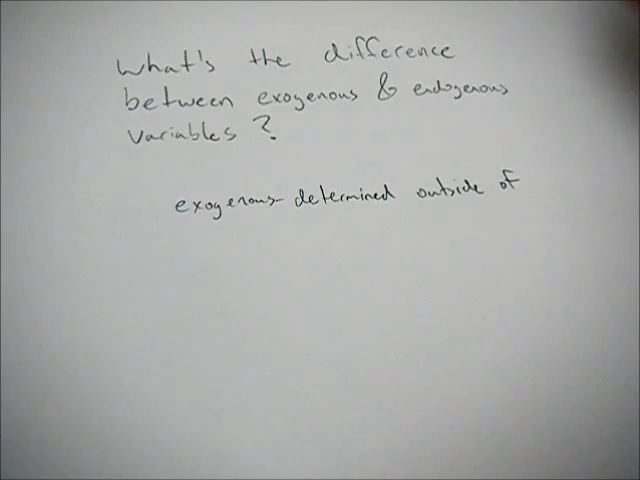 What's the difference
between exogenous & endogenous
variables?
exogenous- determined outside of